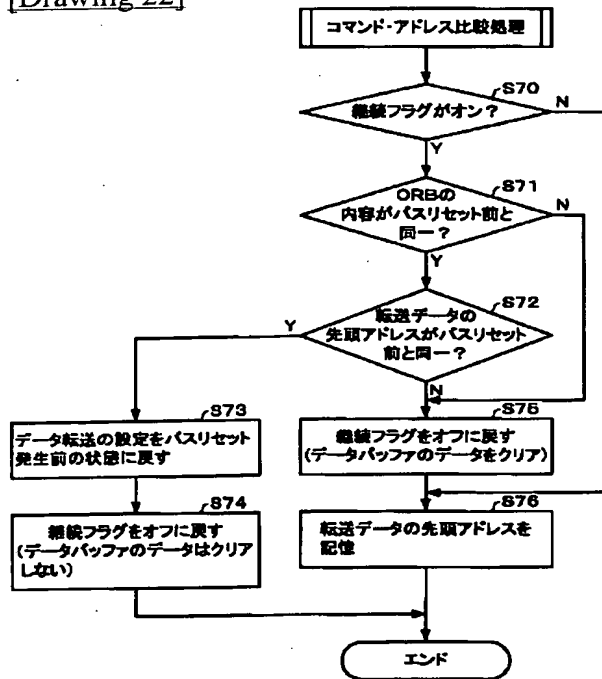 [Drawing 22]
コマンド・アドレス比較処理
S70
継続フラグがオン？
N
Y
S71
ORBの
内容がバスリセット前と
同一？
N
Y
S72
転送データの
先頭アドレスがバスリセット
前と同一？
Y
N
S73
データ転送の設定をバスリセット
発生前の状態に戻す
S75
継続フラグをオフに戻す
(データバッファのデータをクリア)
S74
継続フラグをオフに戻す
(データバッファのデータはクリア
しない)
S76
転送データの先頭アドレスを
記憶
エンド